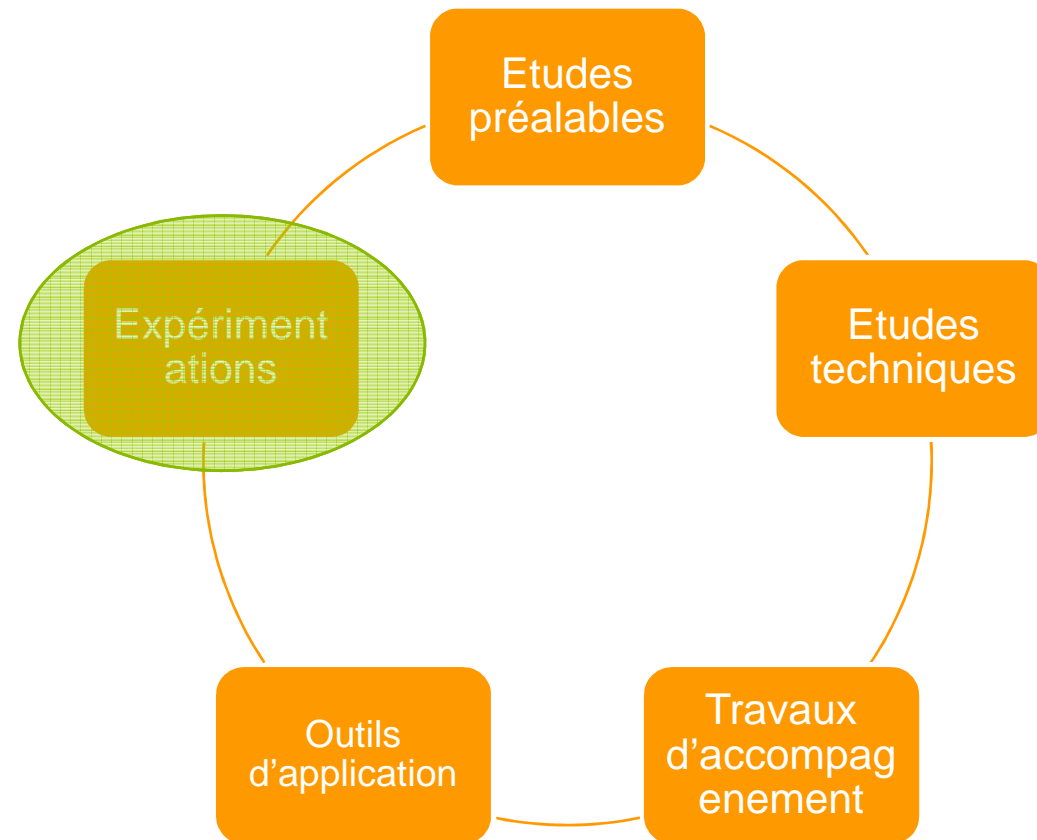 Etudes
préalables
Expériment
ations
Etudes
techniques
Outils
d’application
Travaux
d’accompag
enement